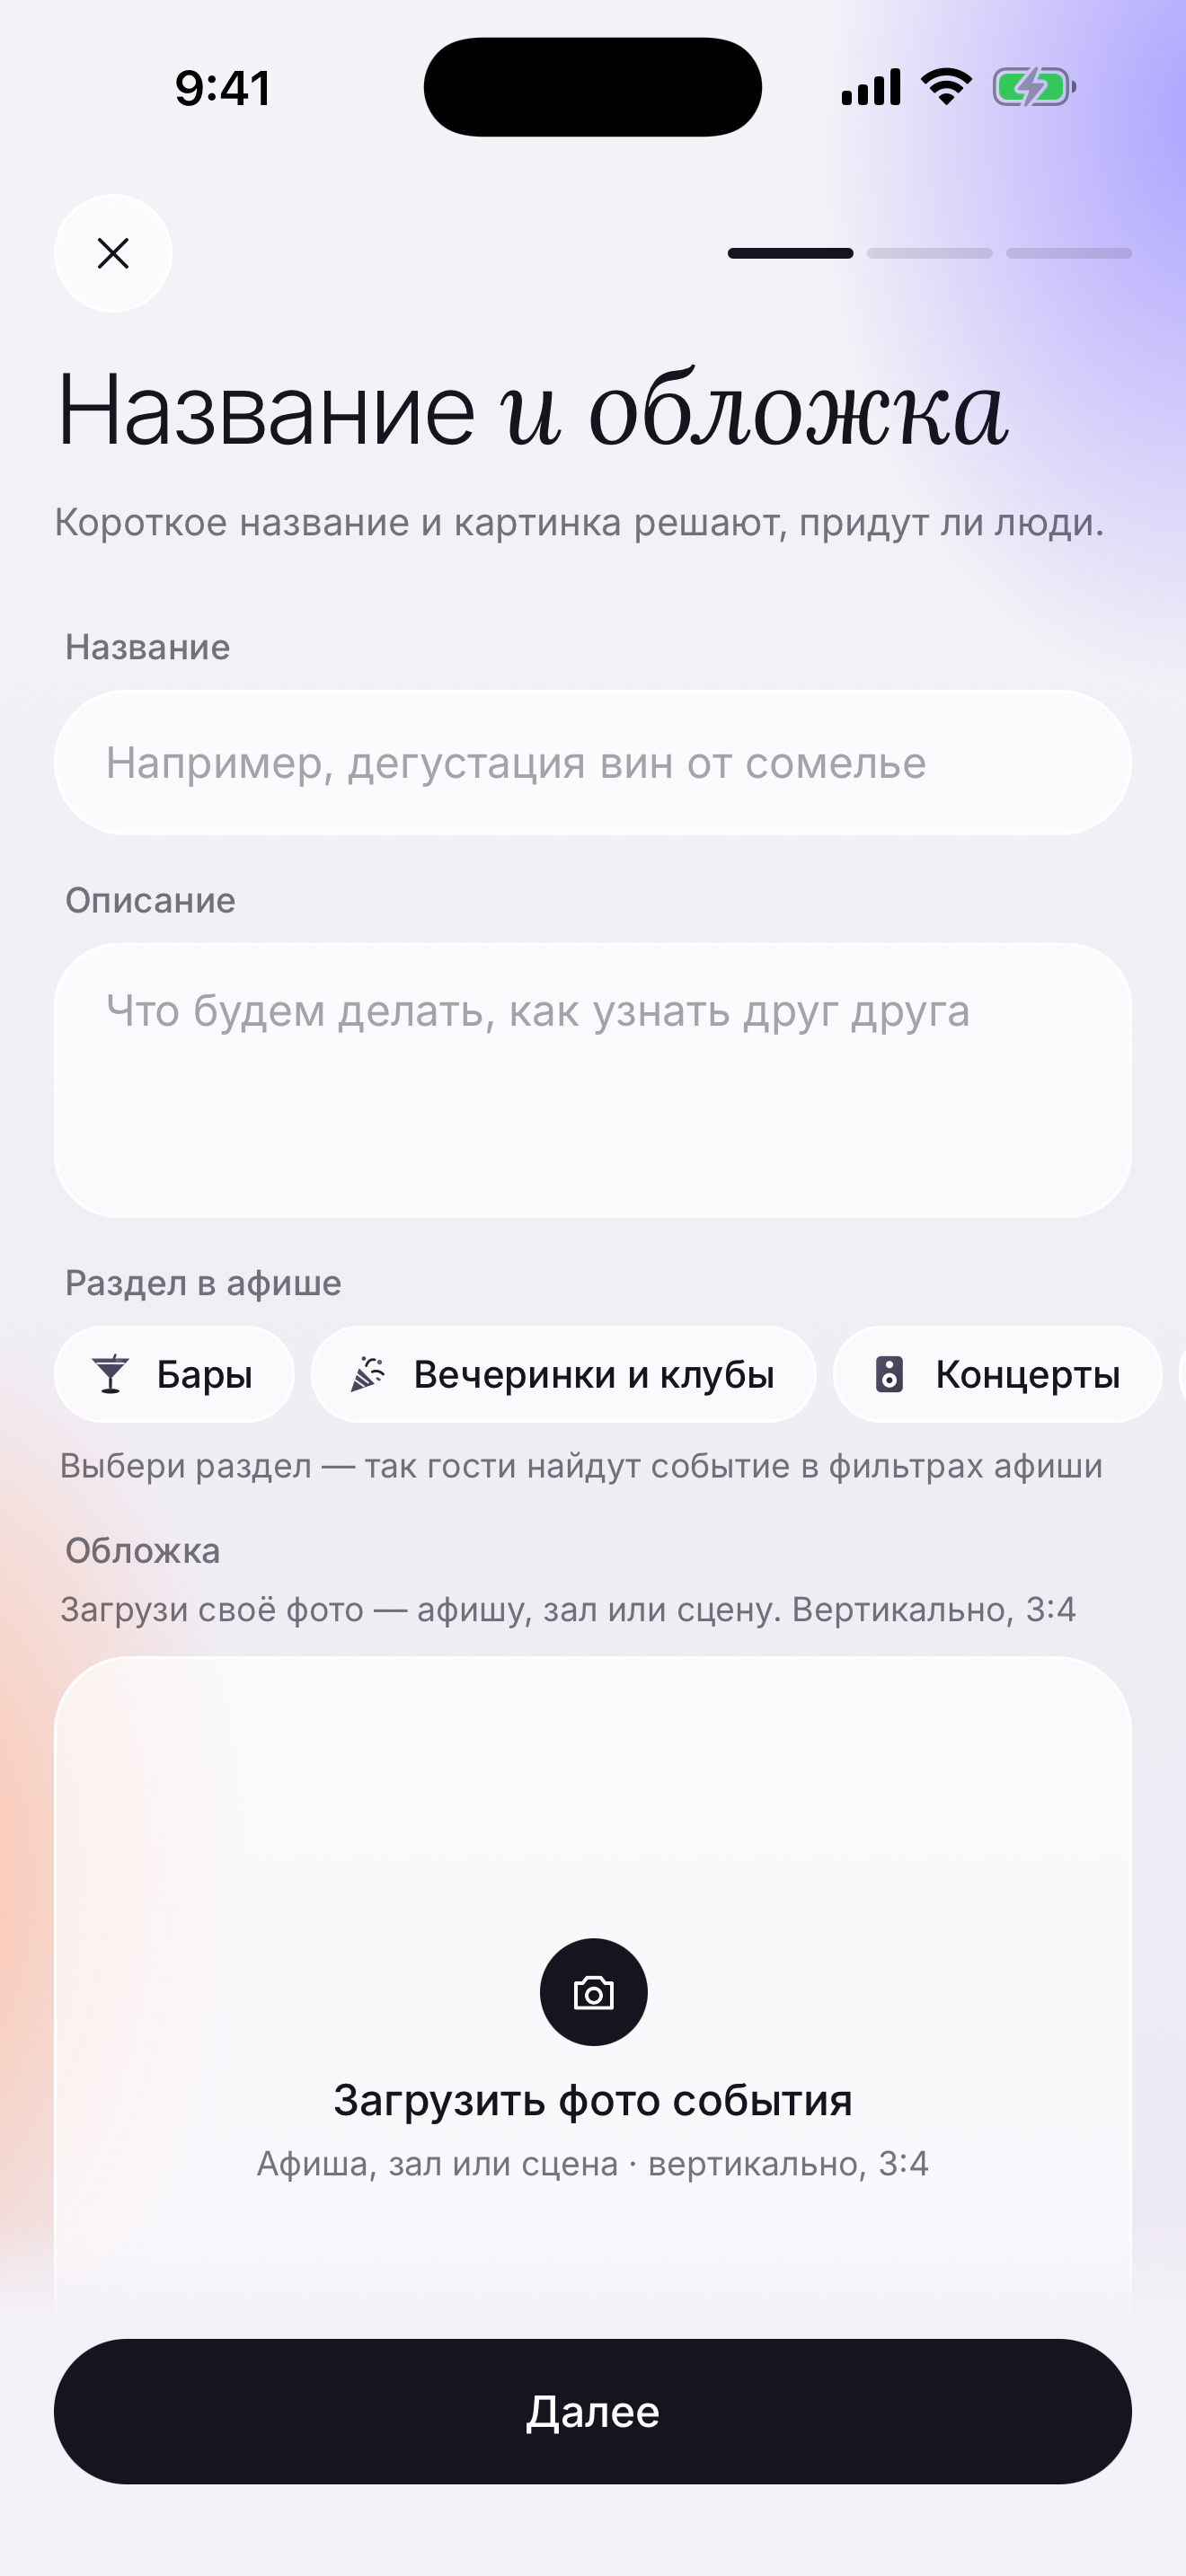 9:41
Название и обложка
Короткое название и картинка решают, придут ли люди.
Название
Например, дегустация вин от сомелье
Описание
Что будем делать, как узнать друг друга
Раздел в афише
Бары
Вечеринки и клубы
Концерты
Выбери раздел — так гости найдут событие в фильтрах афиши
Обложка
Загрузи своё фото — афишу, зал или сцену. Вертикально, 3:4
Загрузить фото события
Афиша, зал или сцена · вертикально, 3:4
Далее